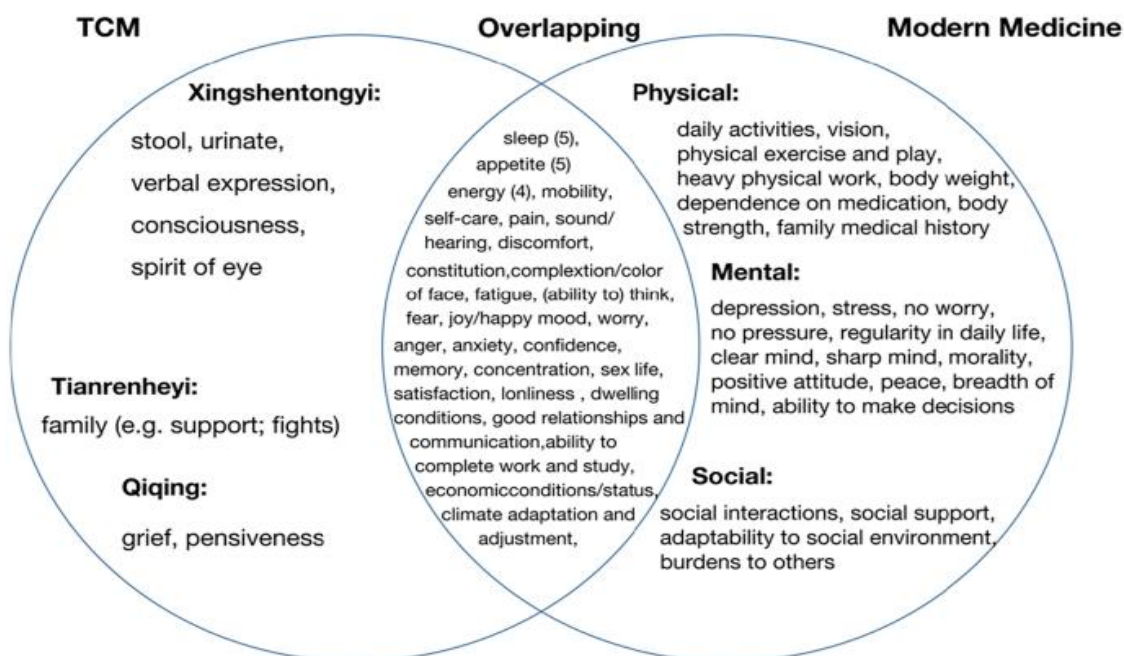 TCM
Overlapping
Modern Medicine
Xingshentongyi:
stool, urinate,
verbal expression,
consciousness,
spirit of eye
Tianrenheyi:
family (e.g. support; fights)
Qiqing:
grief, pensiveness
sleep (5),
appetite (5)
energy (4), mobility,
self-care, pain, sound/
hearing, discomfort,
constitution,complextion/color
of face, fatigue, (ability to) think,
fear, joy/happy mood, worry,
anger, anxiety, confidence,
memory, concentration, sex life,
satisfaction, lonliness , dwelling
conditions, good relationships and
communication,ability to
complete work and study,
economicconditions/status,
climate adaptation and
adjustment,
Physical:
daily activities, vision,
physical exercise and play,
heavy physical work, body weight,
dependence on medication, body
strength, family medical history
Mental:
depression, stress, no worry,
no pressure, regularity in daily life,
clear mind, sharp mind, morality,
positive attitude, peace, breadth of
mind, ability to make decisions
Social:
social interactions, social support,
adaptability to social environment,
burdens to others